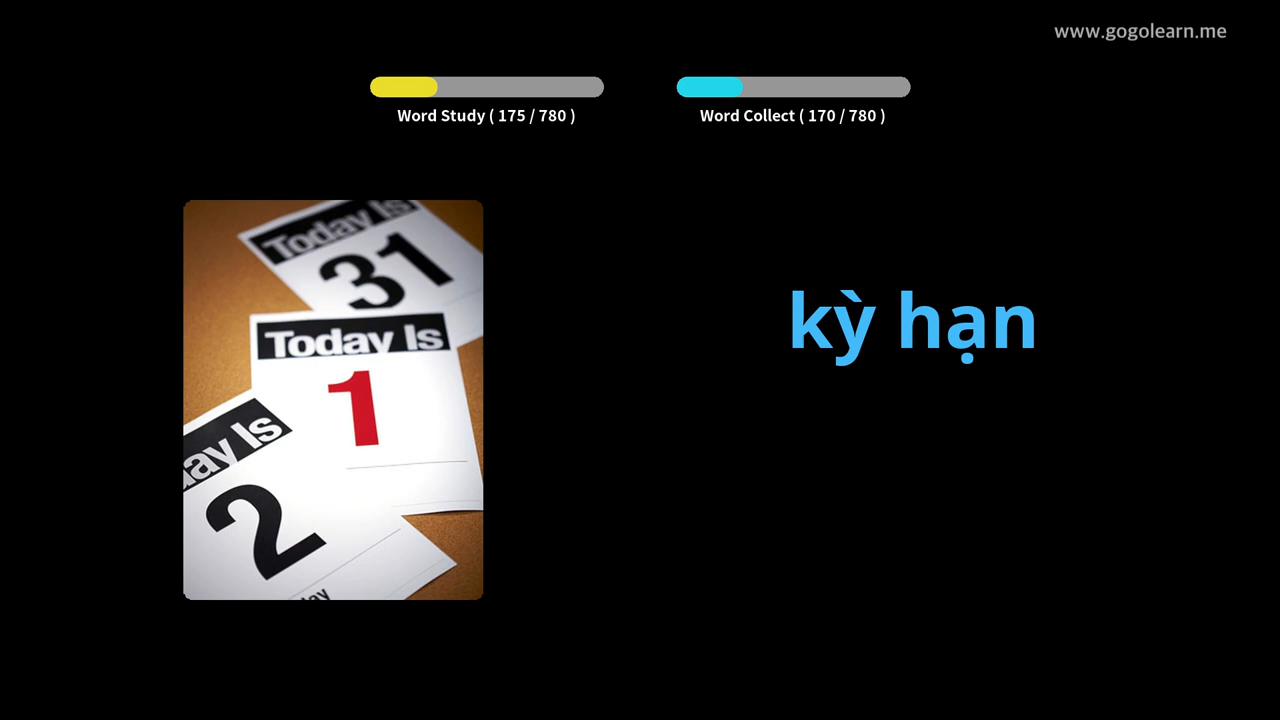 www.gogolearn.me
Word Study ( 175 / 780 )
Word Collect ( 170 / 780 )
Today Is
31
Today Is
1
ay Is
2
day
kỳ hạn